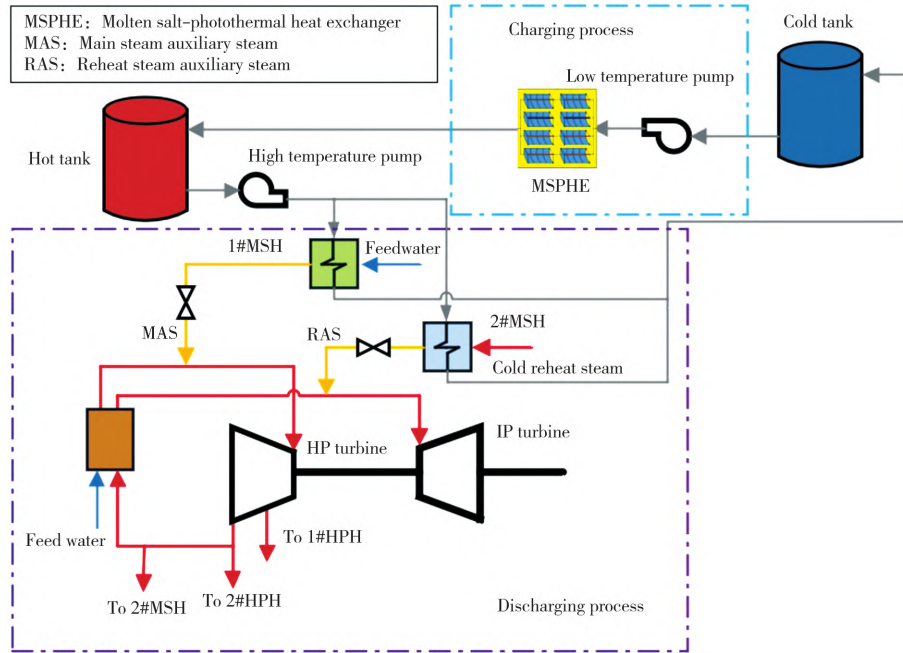 MSPHE：Molten salt-photothermal heat exchanger
MAS：Main steam auxiliary steam
RAS：Reheat steam auxiliary steam
Charging process
Cold tank
Low temperature pump
MSPHE
Hot tank
High temperature pump
1#MSH
Feedwater
MAS
RAS
2#MSH
Cold reheat steam
HP turbine
IP turbine
Feed water
To 1#HPH
To 2#MSH
To 2#HPH
Discharging process